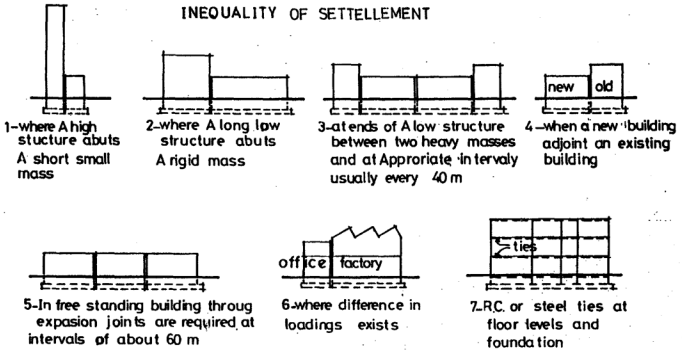 INEQUALITY OF SETTELLEMENT
1-where A high
stucture abuts
A short small
mass
2-where A long low
structure abuts
A rigid mass
3-at ends of A low structure
between two heavy masses
and at Approriate in tervaly
usually every 40 m
new old
4-when a new building
adjoint an existing
building
5-In free standing building throug
expasion joints are required at
intervals of about 60 m
office factory
6-where difference in
loadings exists
ties
7-R.C. or steel ties at
floor levels and
foundation